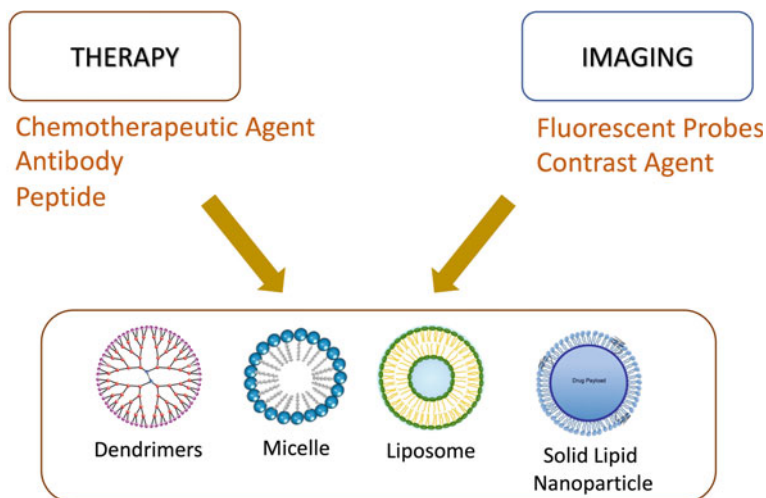 THERAPY
IMAGING
Chemotherapeutic Agent
Antibody
Peptide
Fluorescent Probes
Contrast Agent
Drug Payload
Dendrimers
Micelle
Liposome
Solid Lipid
Nanoparticle